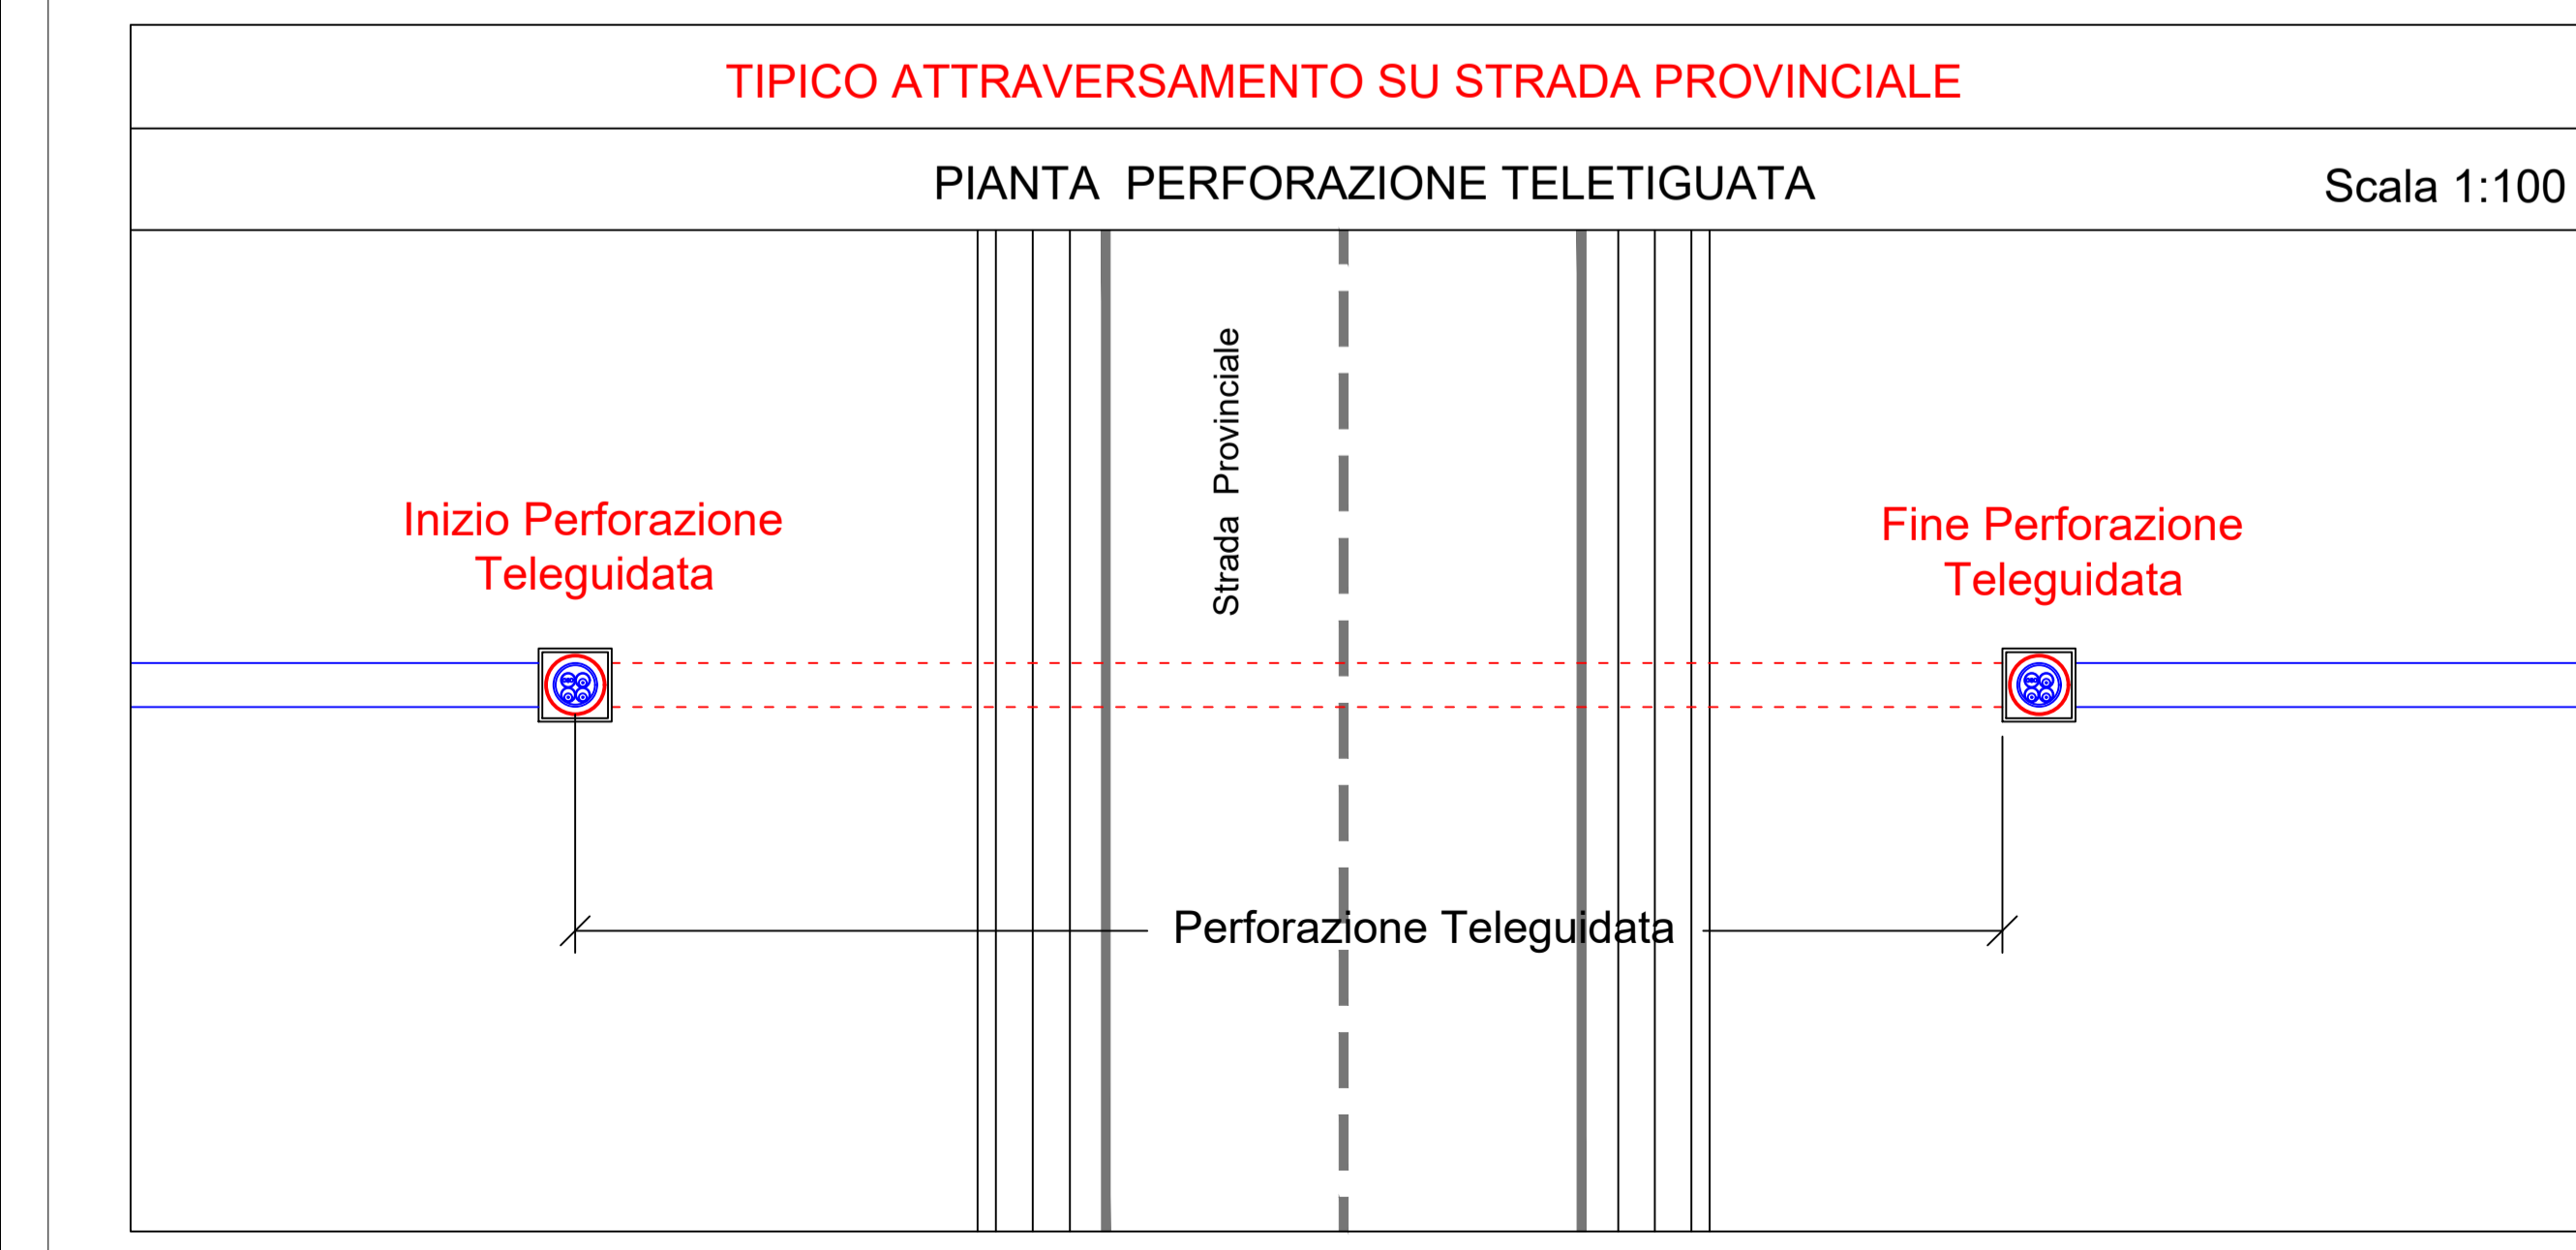 TIPICO ATTRAVERSAMENTO SU STRADA PROVINCIALE
PIANTA PERFORAZIONE TELETIGUATA
Scala 1:100
Strada Provinciale
Inizio Perforazione
Teleguidata
Fine Perforazione
Teleguidata
Perforazione Teleguidata